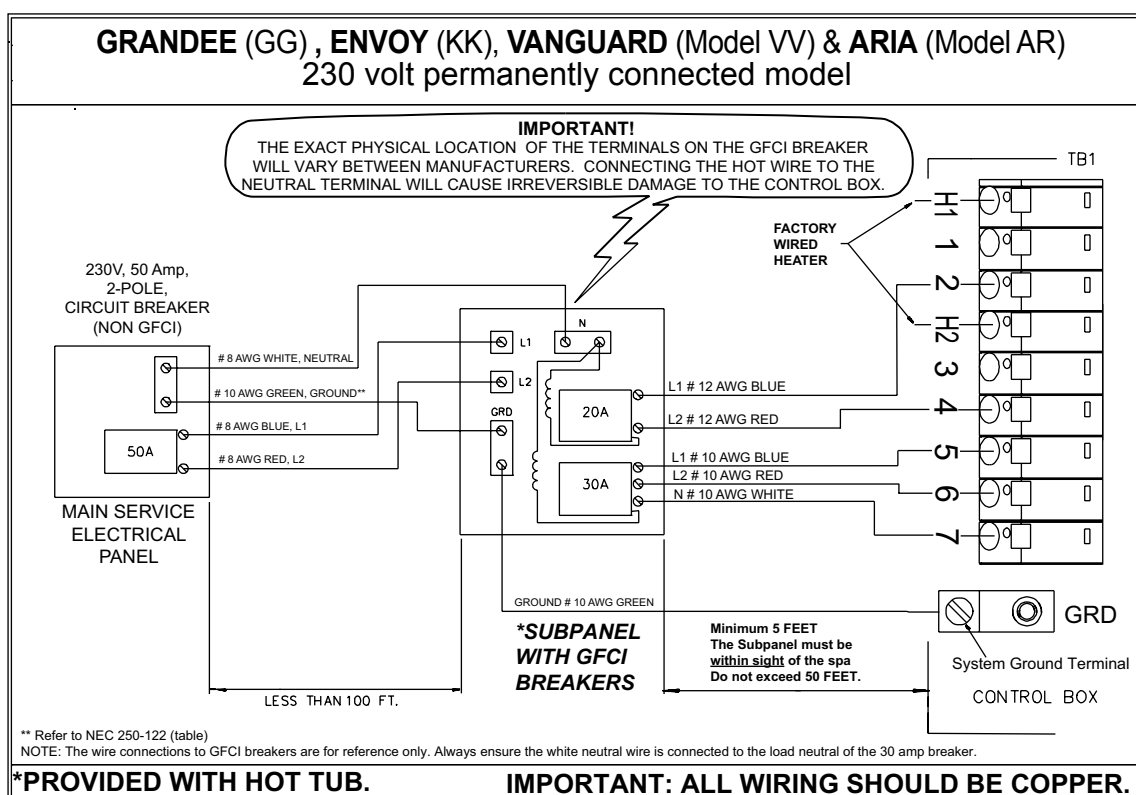 GRANDEE (GG) , ENVOY (KK), VANGUARD (Model VV) & ARIA (Model AR)
230 volt permanently connected model
IMPORTANT!
THE EXACT PHYSICAL LOCATION OF THE TERMINALS ON THE GFCI BREAKER
WILL VARY BETWEEN MANUFACTURERS. CONNECTING THE HOT WIRE TO THE
NEUTRAL TERMINAL WILL CAUSE IRREVERSIBLE DAMAGE TO THE CONTROL BOX.
230V, 50 Amp,
2-POLE,
CIRCUIT BREAKER
(NON GFCI)
# 8 AWG WHITE, NEUTRAL
# 10 AWG GREEN, GROUND**
# 8 AWG BLUE, L1
# 8 AWG RED, L2
50A
MAIN SERVICE
ELECTRICAL
PANEL
N
L1
L2
GRD
20A
30A
L1 # 12 AWG BLUE
L2 # 12 AWG RED
L1 # 10 AWG BLUE
L2 # 10 AWG RED
N # 10 AWG WHITE
FACTORY
WIRED
HEATER
TB1
H1
1
2
H2
3
4
5
6
7
GROUND # 10 AWG GREEN
GRD
System Ground Terminal
CONTROL BOX
*SUBPANEL
WITH GFCI
BREAKERS
Minimum 5 FEET
The Subpanel must be
within sight of the spa
Do not exceed 50 FEET.
LESS THAN 100 FT.
** Refer to NEC 250-122 (table)
NOTE: The wire connections to GFCI breakers are for reference only. Always ensure the white neutral wire is connected to the load neutral of the 30 amp breaker.
*PROVIDED WITH HOT TUB.
IMPORTANT: ALL WIRING SHOULD BE COPPER.